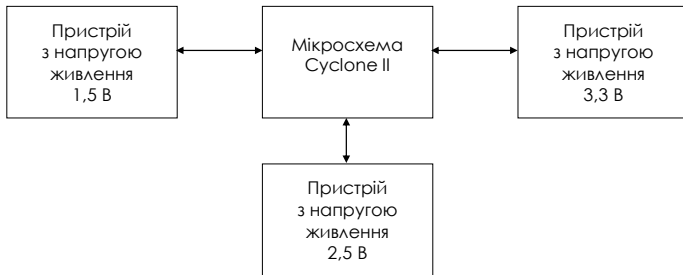 Пристрій
з напругою
живлення
1,5 В
Мікросхема
Cyclone II
Пристрій
з напругою
живлення
3,3 В
Пристрій
з напругою
живлення
2,5 В